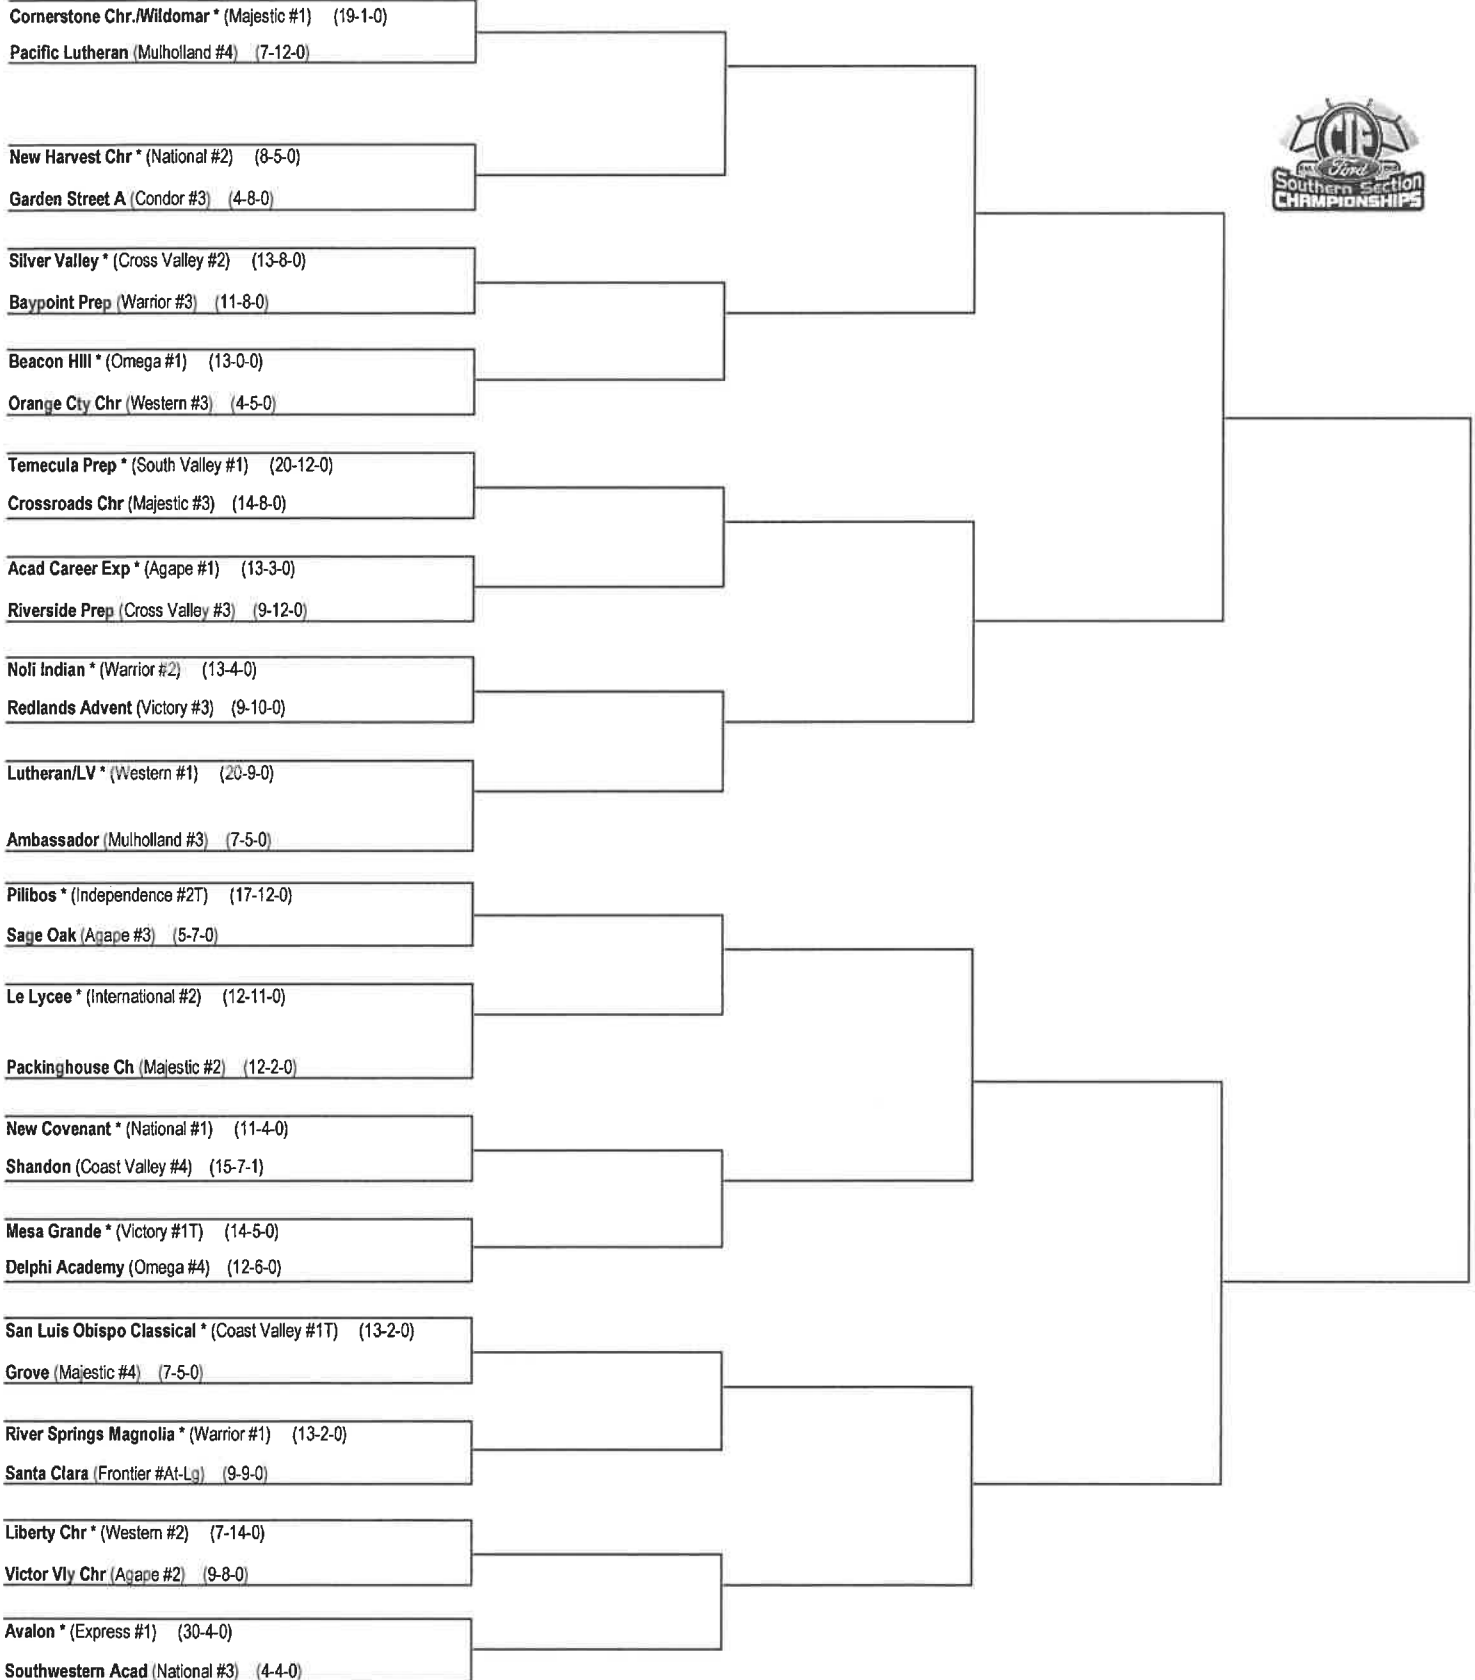 Cornerstone Chr./Wildomar * (Majestic #1) (19-1-0)
Pacific Lutheran (Mulholland #4) (7-12-0)
CIF
Ford
Southern Section
CHAMPIONSHIPS
New Harvest Chr * (National #2) (8-5-0)
Garden Street A (Condor #3) (4-8-0)
Silver Valley * (Cross Valley #2) (13-8-0)
Baypoint Prep (Warrior #3) (11-8-0)
Beacon HIll * (Omega #1) (13-0-0)
Orange Cty Chr (Western #3) (4-5-0)
Temecula Prep * (South Valley #1) (20-12-0)
Crossroads Chr (Majestic #3) (14-8-0)
Acad Career Exp * (Agape #1) (13-3-0)
Riverside Prep (Cross Valley #3) (9-12-0)
Noli Indian * (Warrior #2) (13-4-0)
Redlands Advent (Victory #3) (9-10-0)
Lutheran/LV * (Western #1) (20-9-0)
Ambassador (Mulholland #3) (7-5-0)
Pilibos * (Independence #2T) (17-12-0)
Sage Oak (Agape #3) (5-7-0)
Le Lycee * (International #2) (12-11-0)
Packinghouse Ch (Majestic #2) (12-2-0)
New Covenant * (National #1) (11-4-0)
Shandon (Coast Valley #4) (15-7-1)
Mesa Grande * (Victory #1T) (14-5-0)
Delphi Academy (Omega #4) (12-6-0)
San Luis Obispo Classical * (Coast Valley #1T) (13-2-0)
Grove (Majestic #4) (7-5-0)
River Springs Magnolia * (Warrior #1) (13-2-0)
Santa Clara (Frontier #At-Lg) (9-9-0)
Liberty Chr * (Western #2) (7-14-0)
Victor Vly Chr (Agape #2) (9-8-0)
Avalon * (Express #1) (30-4-0)
Southwestern Acad (National #3) (4-4-0)